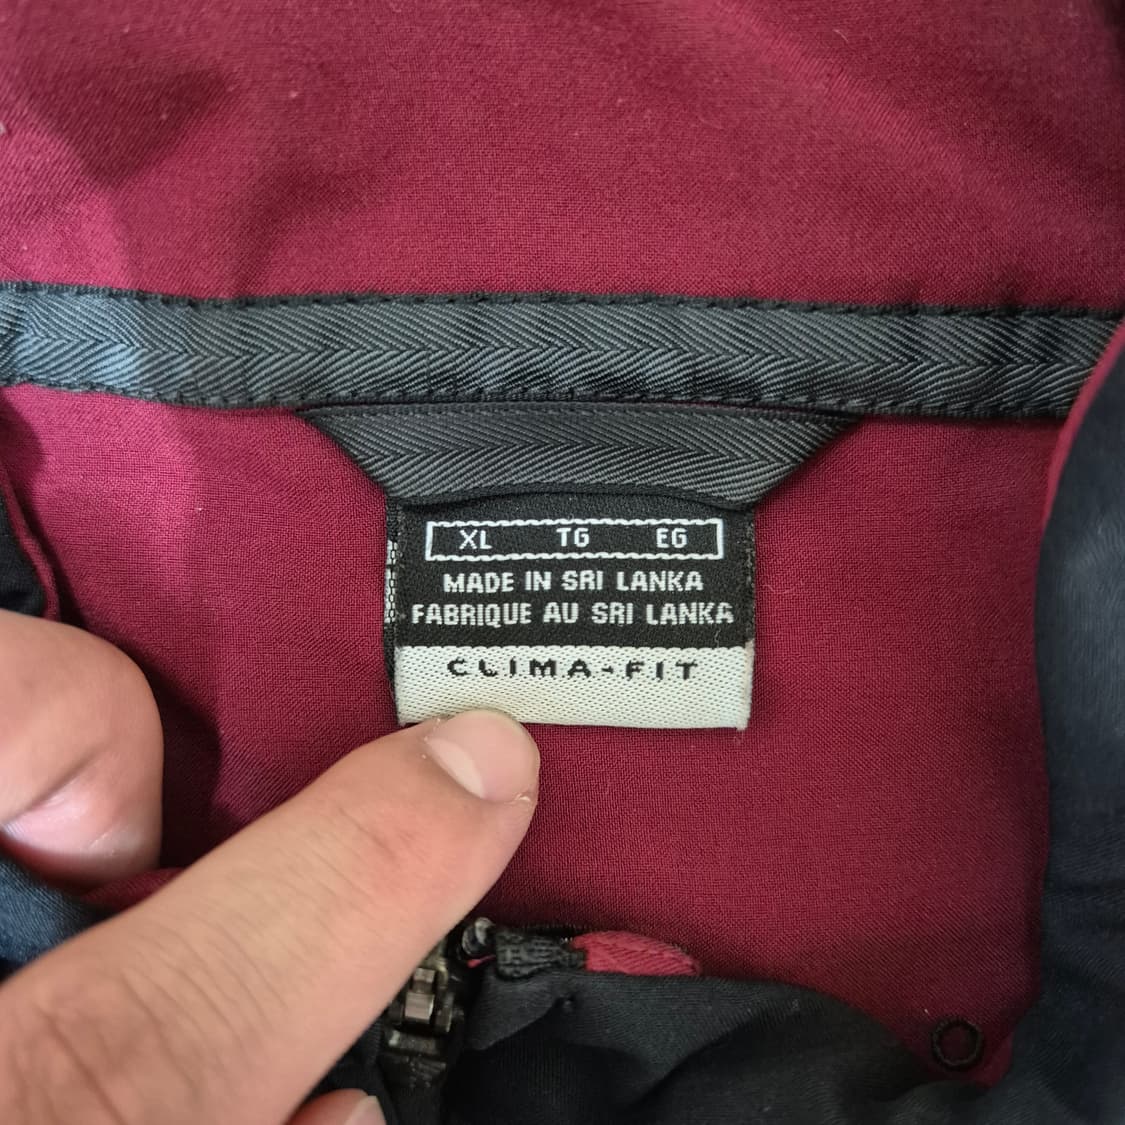 XL TG EG
MADE IN SRI LANKA
FABRIQUE AU SRI LANKA
CLIMA-FIT